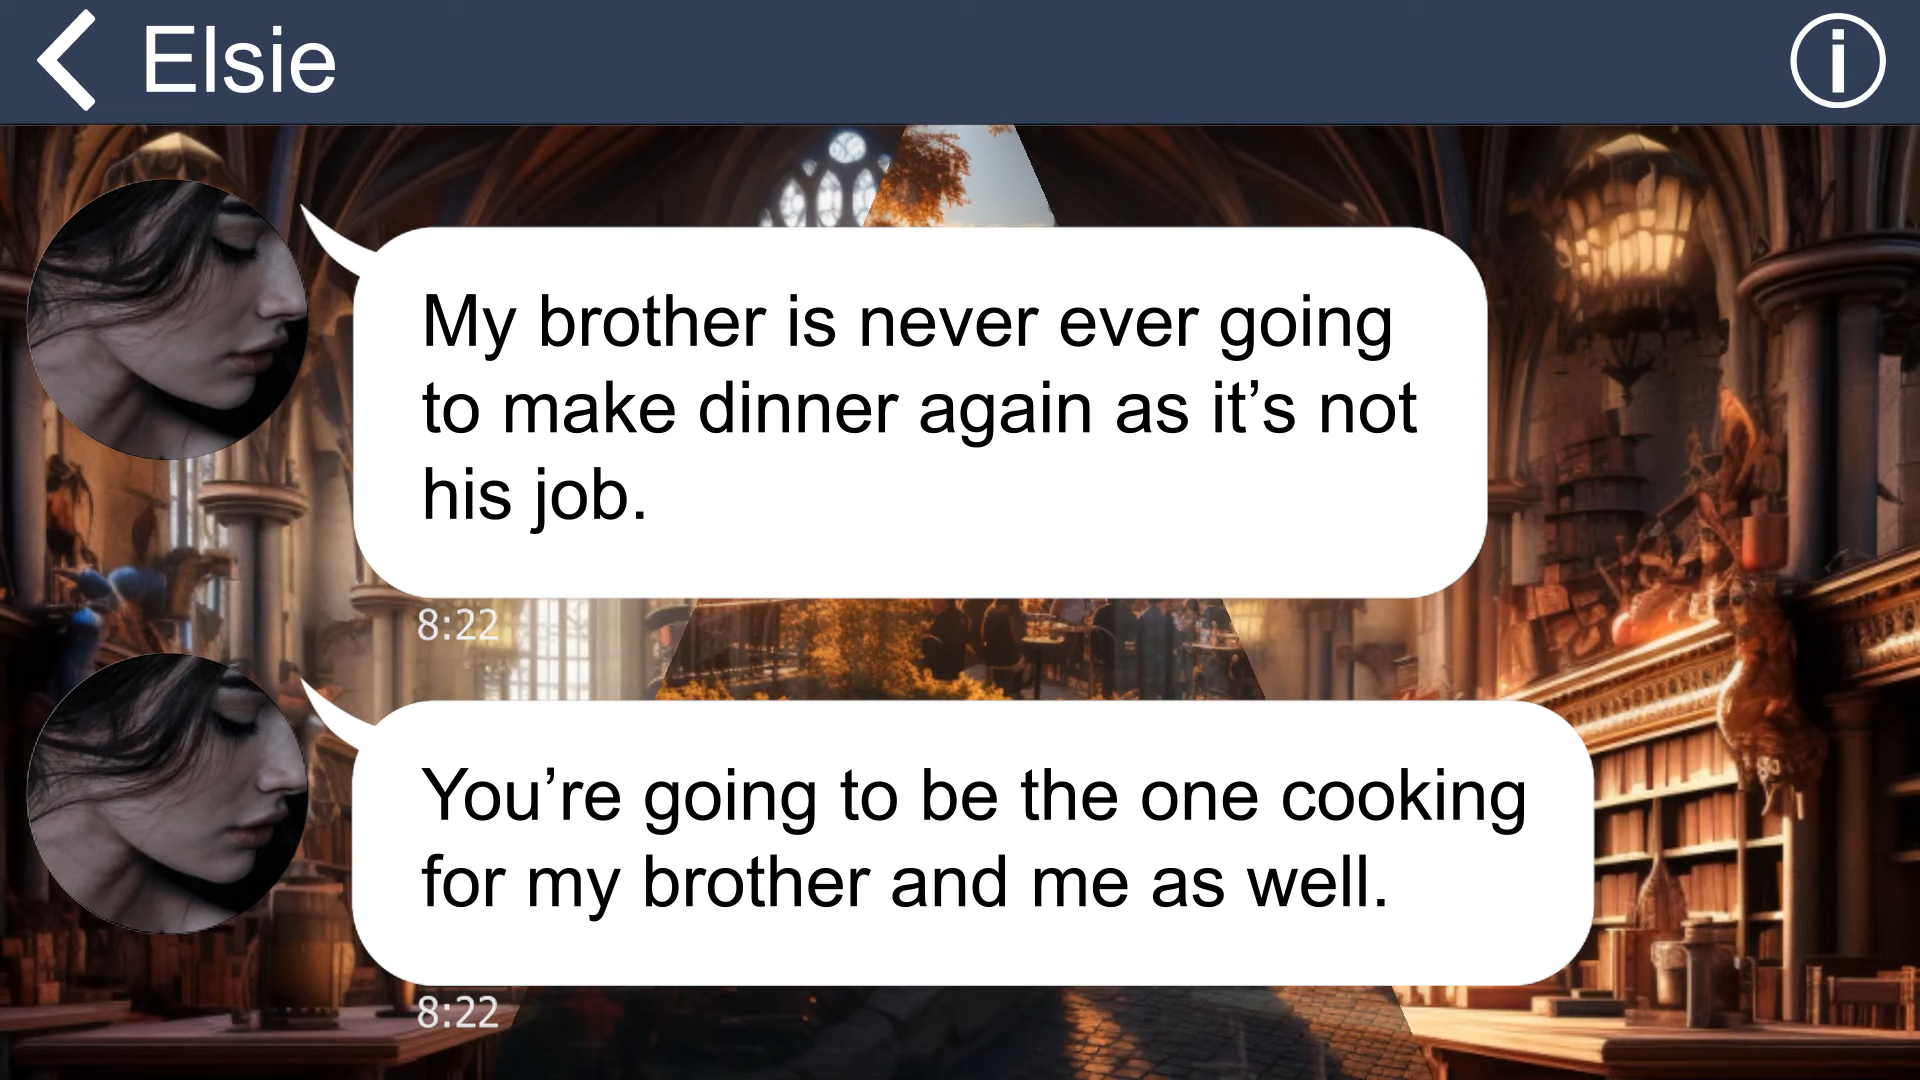 Elsie
My brother is never ever going
to make dinner again as it’s not
his job.
8:22
You’re going to be the one cooking
for my brother and me as well.
8:22